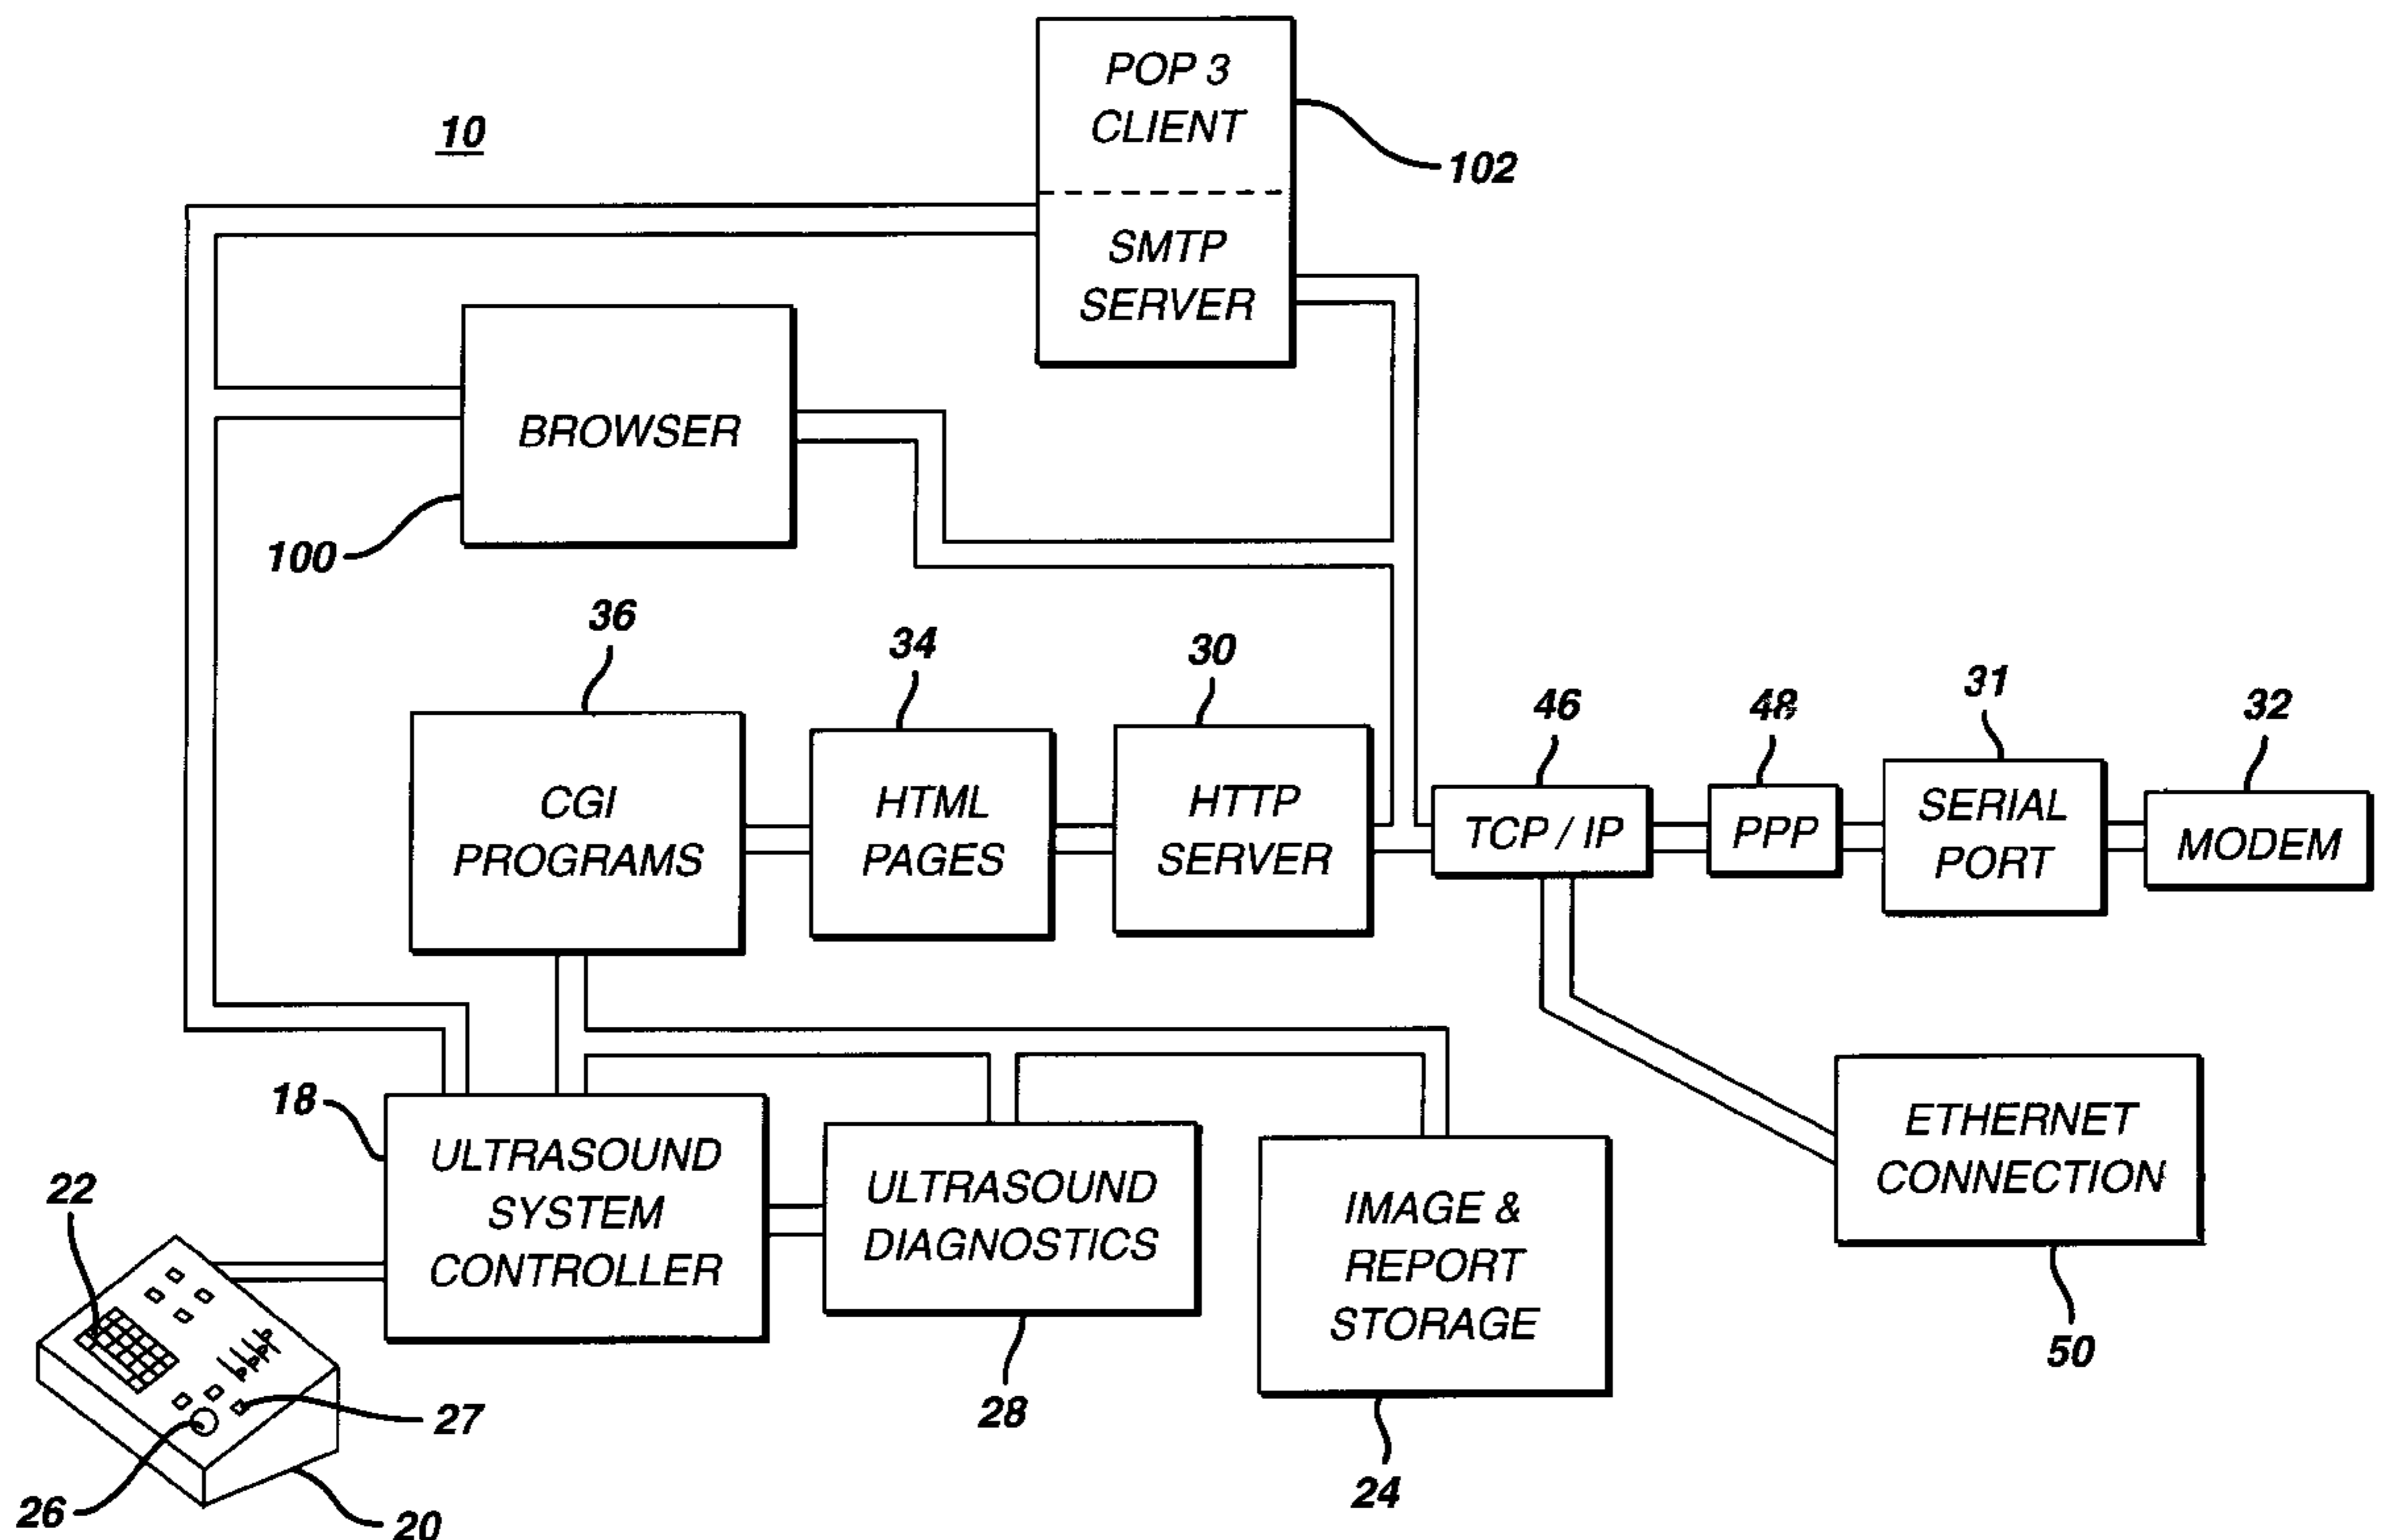 POP 3
CLIENT
10
102
SMTP
SERVER
BROWSER
100
36
34
30
46
48
31
32
CGI
PROGRAMS
HTML
PAGES
HTTP
SERVER
TCP / IP
PPP
SERIAL
PORT
MODEM
18
ULTRASOUND
SYSTEM
CONTROLLER
ULTRASOUND
DIAGNOSTICS
IMAGE &
REPORT
STORAGE
ETHERNET
CONNECTION
22
50
28
27
24
26
20